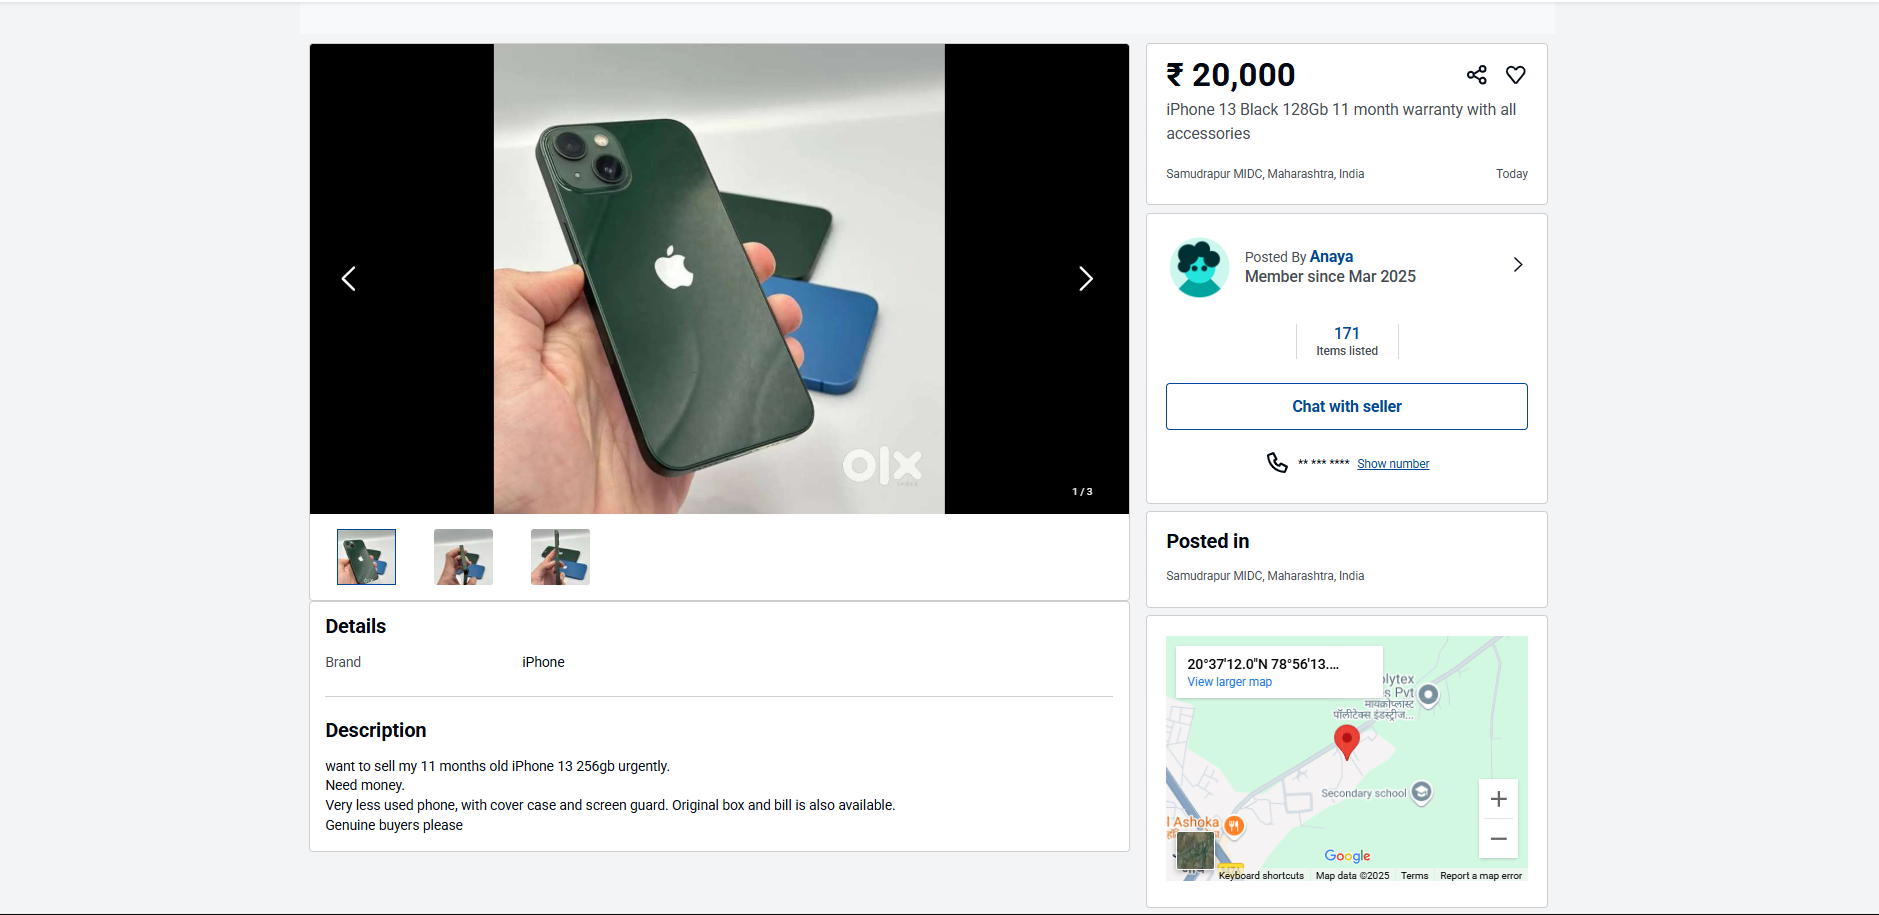 ₹ 20,000
iPhone 13 Black 128Gb 11 month warranty with all
accessories
Samudrapur MIDC, Maharashtra, India
Today
olx
INDIA
1 / 3
Posted By Anaya
Member since Mar 2025
171
Items listed
Chat with seller
** *** **** Show number
Details
Brand
iPhone
Description
want to sell my 11 months old iPhone 13 256gb urgently.
Need money.
Very less used phone, with cover case and screen guard. Original box and bill is also available.
Genuine buyers please
Posted in
Samudrapur MIDC, Maharashtra, India
20°37'12.0"N 78°56'13....
View larger map
olytex
s Pvt
मायक्रोप्लास्ट
पॉलीटेक्स इंडस्ट्रीज...
Secondary school
l Ashoka
Google
Keyboard shortcuts
Map data ©2025
Terms
Report a map error